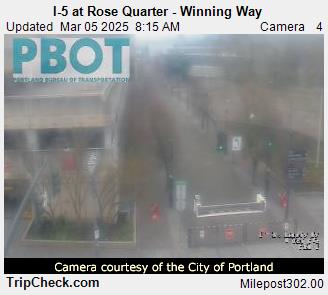 I-5 at Rose Quarter - Winning Way
Updated Mar 05 2025 8:15 AM Camera 4
PBOT
PORTLAND BUREAU OF TRANSPORTATION
Camera courtesy of the City of Portland
TripCheck.com Milepost302.00